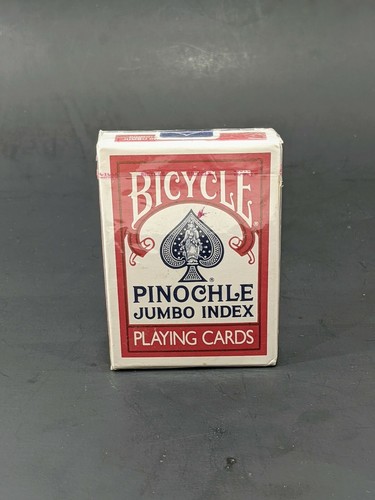 BICYCLE
®
PINOCHLE
JUMBO INDEX
PLAYING CARDS